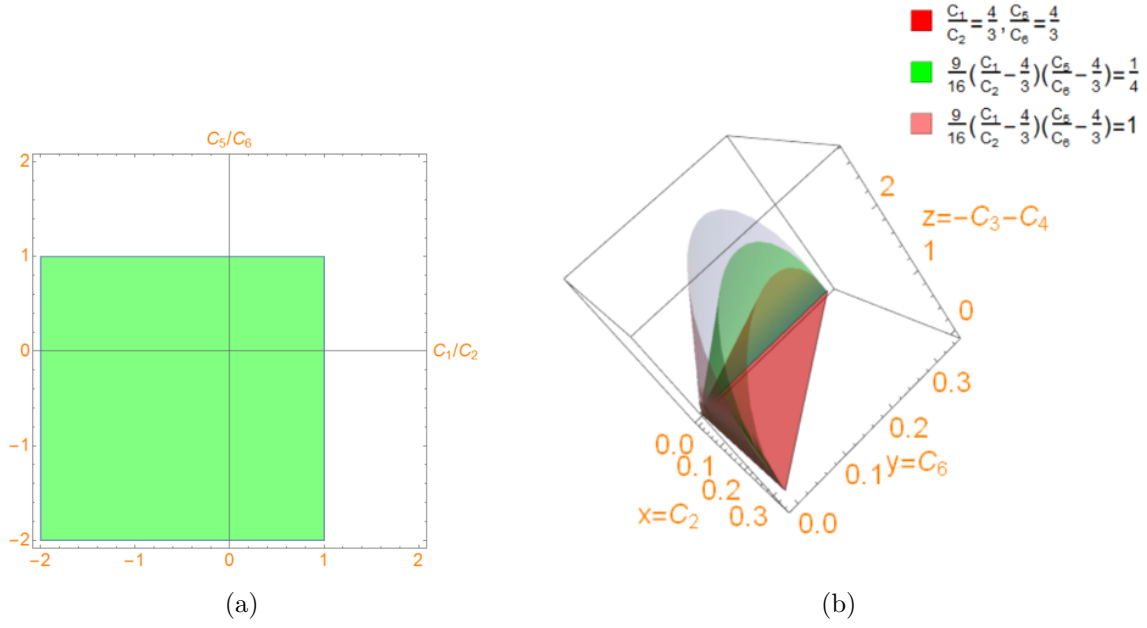 C₁/C₂=4/3, C₅/C₆=4/3
9/16(C₁/C₂−4/3)(C₅/C₆−4/3)=1/4
9/16(C₁/C₂−4/3)(C₅/C₆−4/3)=1
C₅/C₆
2
1
0
−1
−2
−2
−1
0
1
2
C₁/C₂
2
z=−C₃−C₄
1
0
0.3
0.2
y=C₆
0.1
0.0
0.0
0.1
0.2
0.3
x=C₂
(a)
(b)